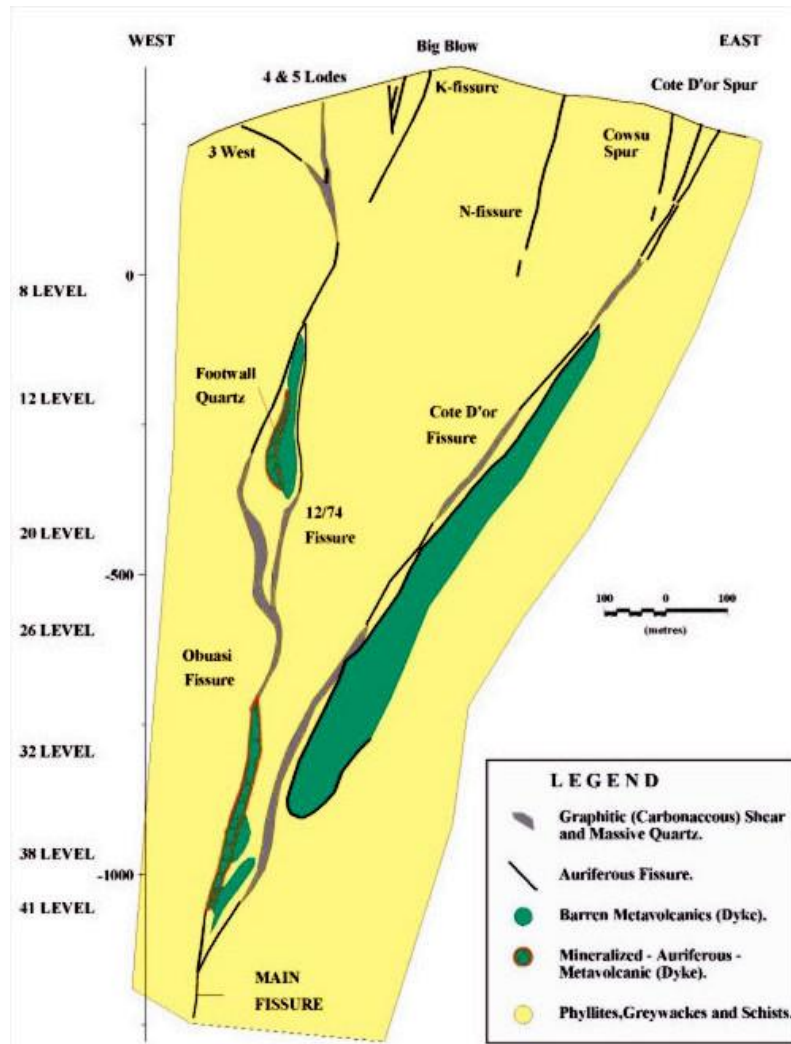 WEST
Big Blow
EAST
4 & 5 Lodes
K-fissure
Cote D'or Spur
3 West
Cowsu
Spur
N-fissure
0
8 LEVEL
Footwall
Quartz
12 LEVEL
Cote D'or
Fissure
12/74
Fissure
20 LEVEL
-500
100 0 100
(metres)
26 LEVEL
Obuasi
Fissure
32 LEVEL
LEGEND
Graphitic (Carbonaceous) Shear
and Massive Quartz.
38 LEVEL
-1000
Auriferous Fissure.
41 LEVEL
Barren Metavolcanics (Dyke).
Mineralized - Auriferous -
Metavolcanic (Dyke).
MAIN
FISSURE
Phyllites,Greywackes and Schists.